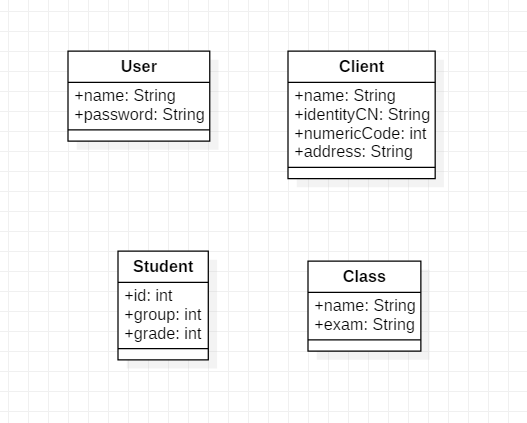 User
+name: String
+password: String
Client
+name: String
+identityCN: String
+numericCode: int
+address: String
Student
+id: int
+group: int
+grade: int
Class
+name: String
+exam: String